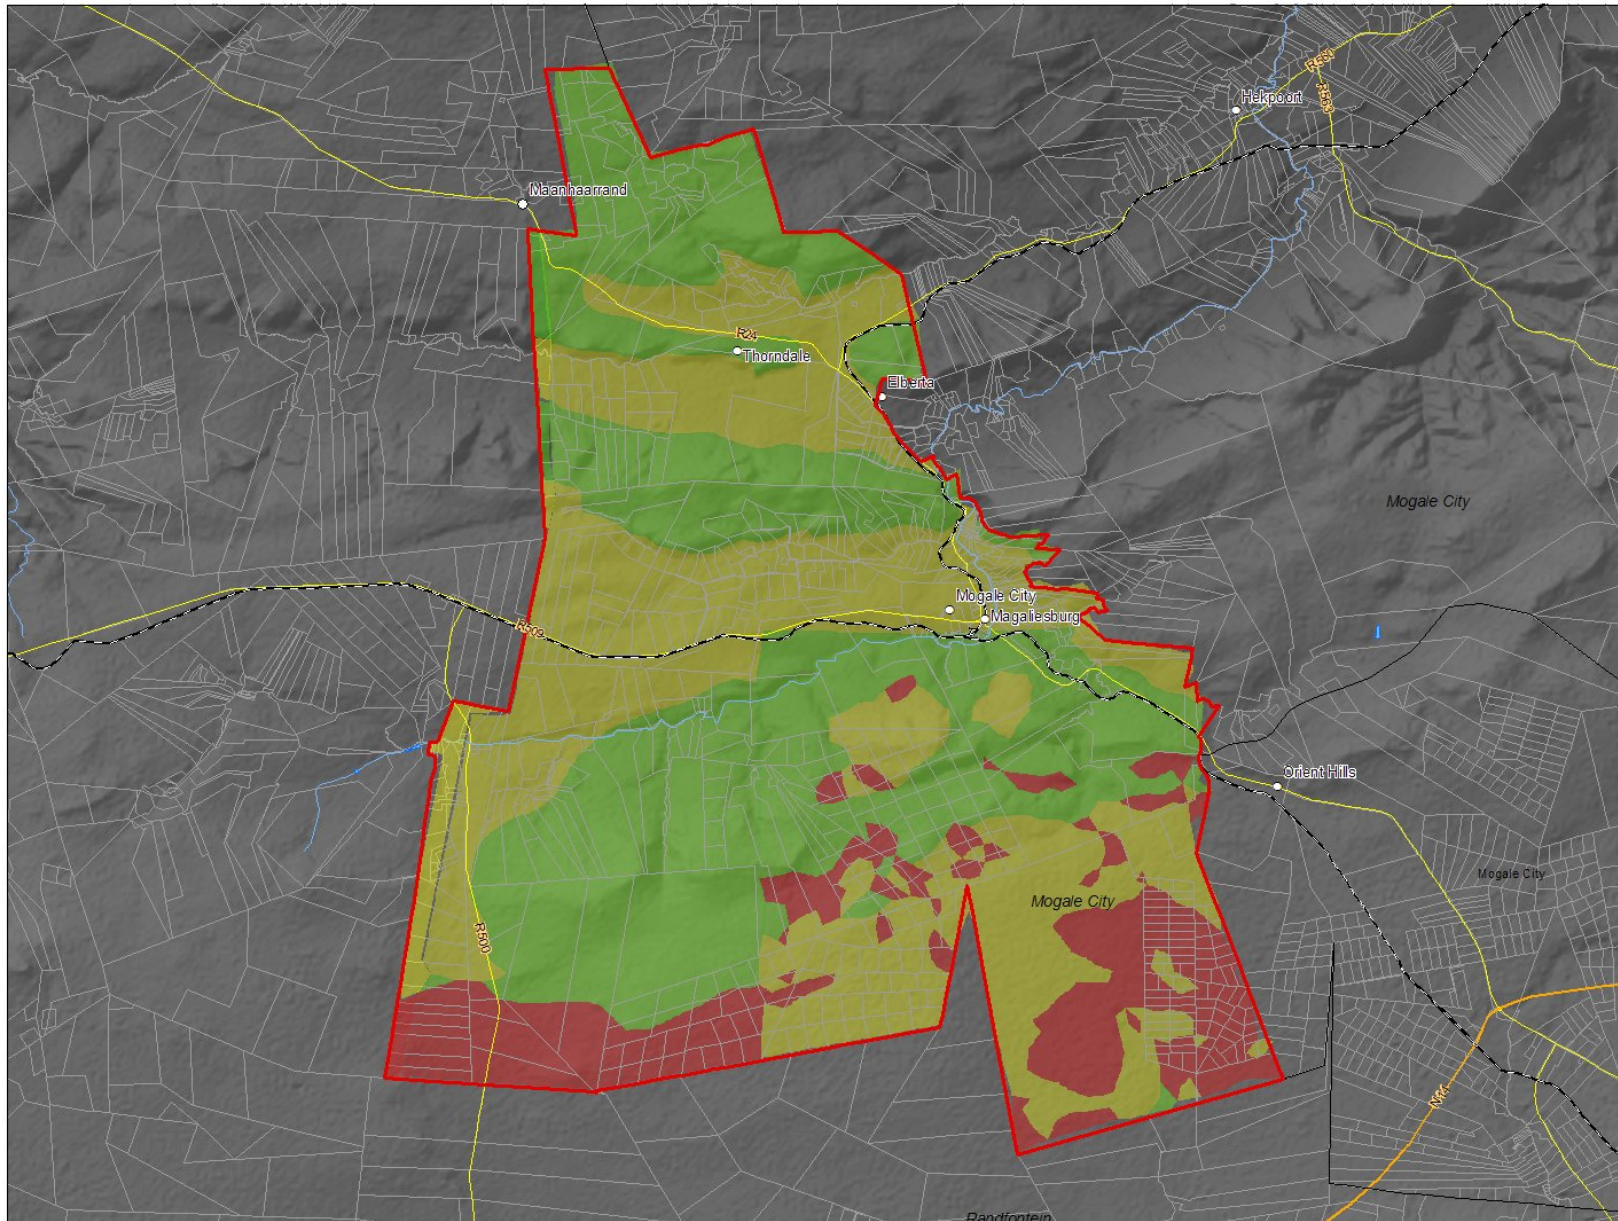 R560
R563
Hekpoort
Maanhaarrand
R24
Thorndale
Elberta
Mogale City
Mogale City
Magaliesburg
R509
Orient Hills
Mogale City
Mogale City
R500
N14
Randfontein